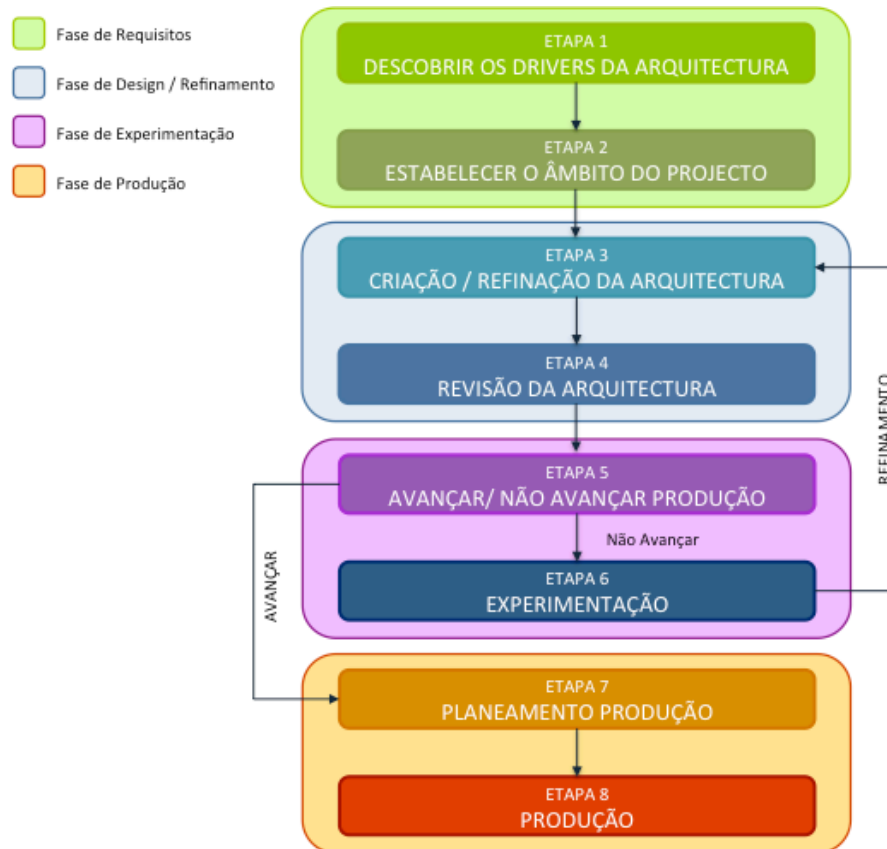 Fase de Requisitos
Fase de Design / Refinamento
Fase de Experimentação
Fase de Produção
ETAPA 1
DESCOBRIR OS DRIVERS DA ARQUITECTURA
ETAPA 2
ESTABELECER O ÂMBITO DO PROJECTO
ETAPA 3
CRIAÇÃO / REFINAÇÃO DA ARQUITECTURA
ETAPA 4
REVISÃO DA ARQUITECTURA
REFINAMENTO
ETAPA 5
AVANÇAR/ NÃO AVANÇAR PRODUÇÃO
Não Avançar
AVANÇAR
ETAPA 6
EXPERIMENTAÇÃO
ETAPA 7
PLANEAMENTO PRODUÇÃO
ETAPA 8
PRODUÇÃO